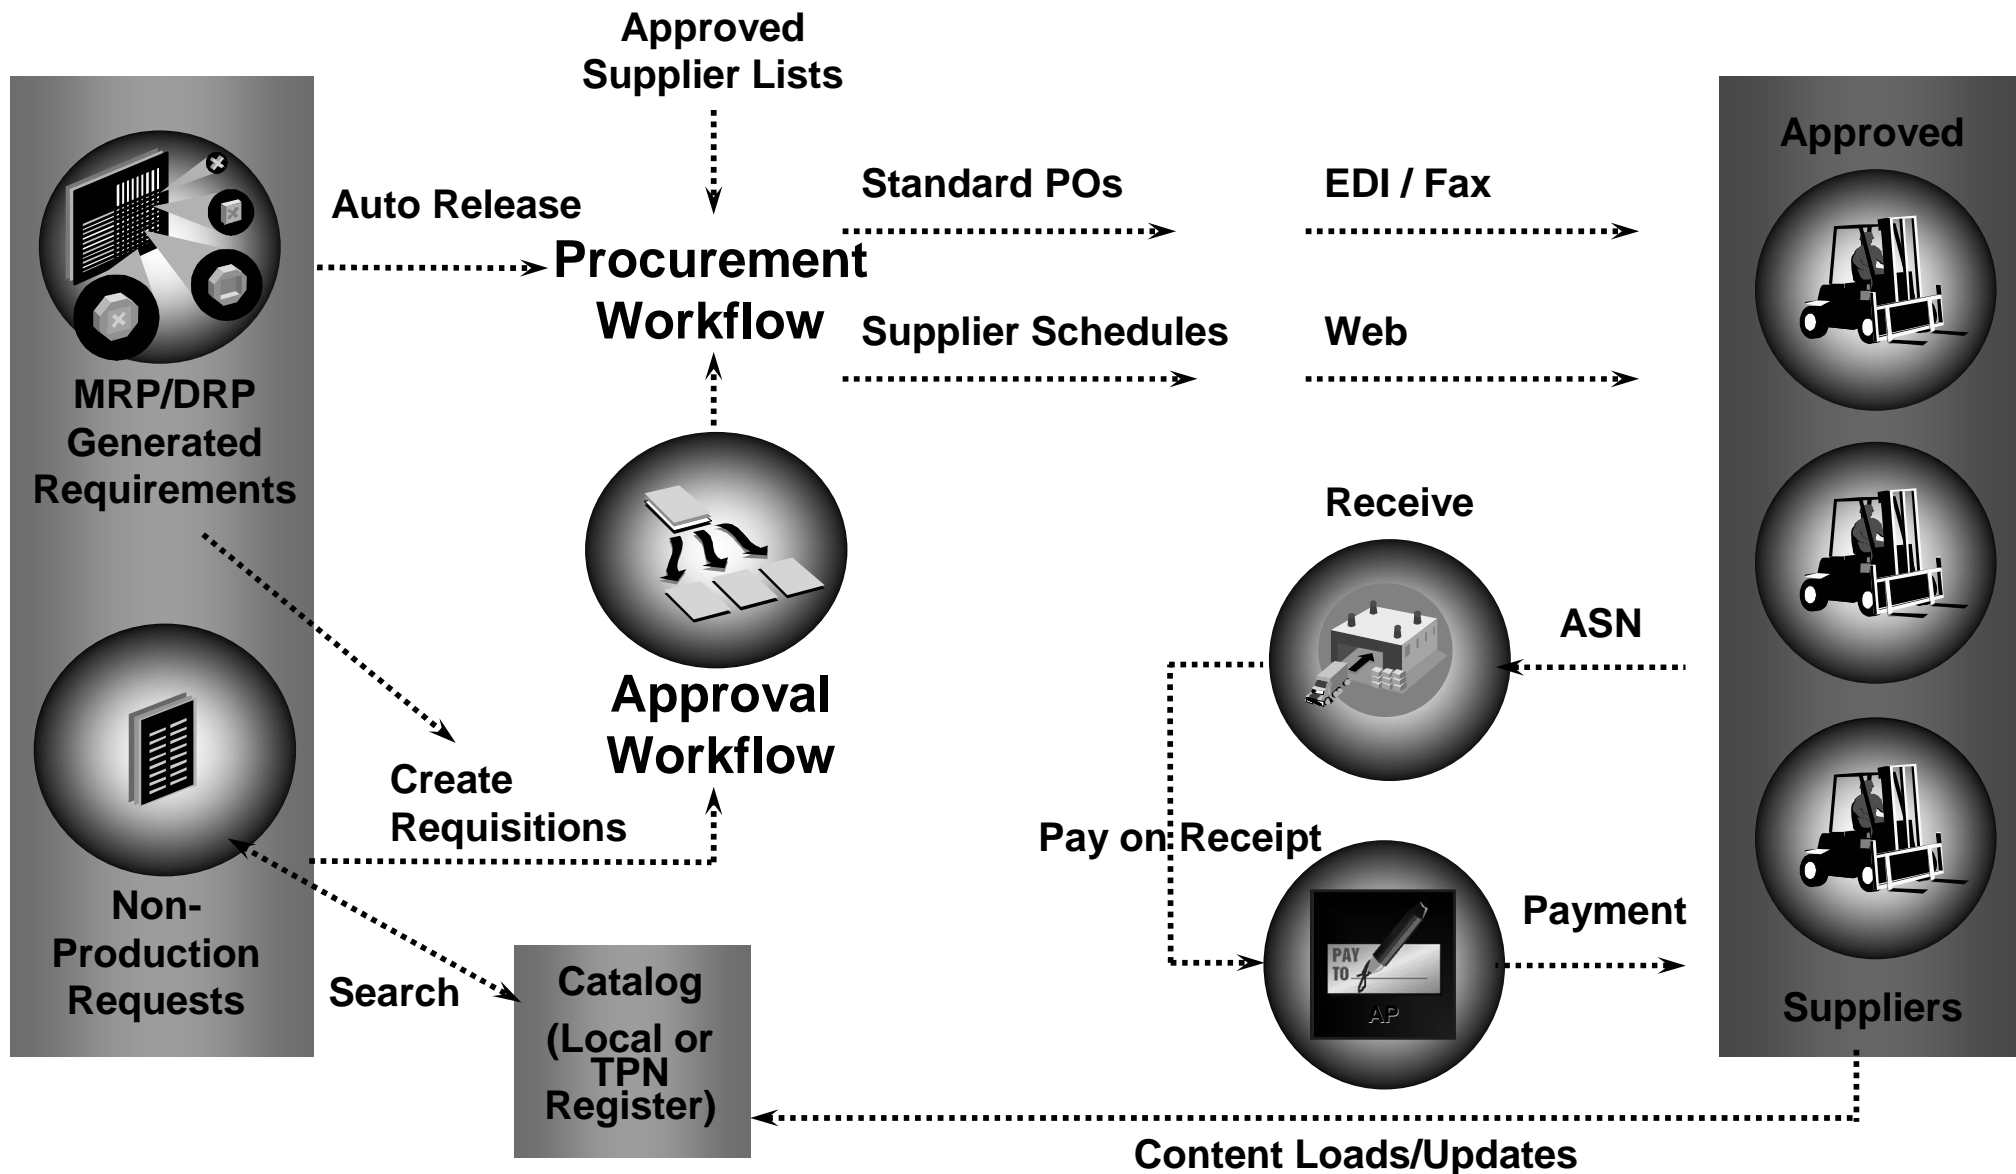 Approved
Supplier Lists
Approved
Standard POs
EDI / Fax
Auto Release
Procurement
Workflow
Supplier Schedules
Web
MRP/DRP
Generated
Requirements
Receive
ASN
Approval
Workflow
Create
Requisitions
Pay on Receipt
Non-
Production
Requests
Search
Catalog
(Local or
TPN
Register)
PAY
TO
AP
Payment
Suppliers
Content Loads/Updates